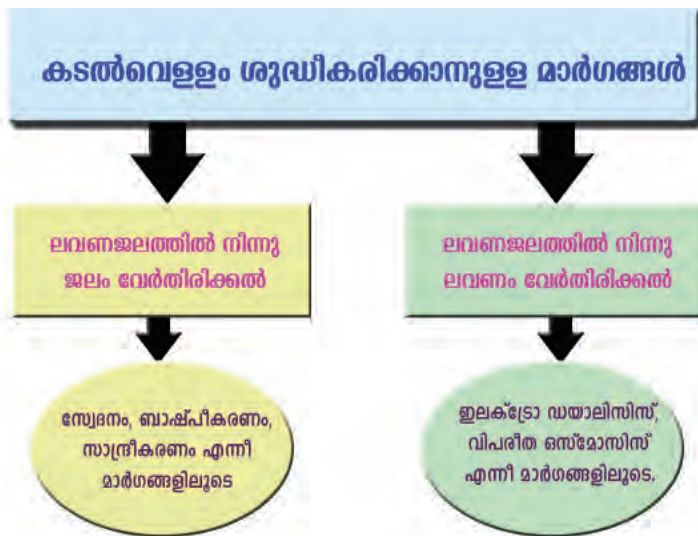 കടൽവെള്ളം ശുദ്ധീകരിക്കാനുള്ള മാർഗങ്ങൾ
ലവണജലത്തിൽ നിന്നു
ജലം വേർതിരിക്കൽ
ലവണജലത്തിൽ നിന്നു
ലവണം വേർതിരിക്കൽ
സ്വേദനം, ബാഷ്പീകരണം,
സാന്ദ്രീകരണം എന്നീ
മാർഗങ്ങളിലൂടെ
ഇലക്ട്രോ ഡയാലിസിസ്,
വിപരീത ഒസ്മോസിസ്
എന്നീ മാർഗങ്ങളിലൂടെ.